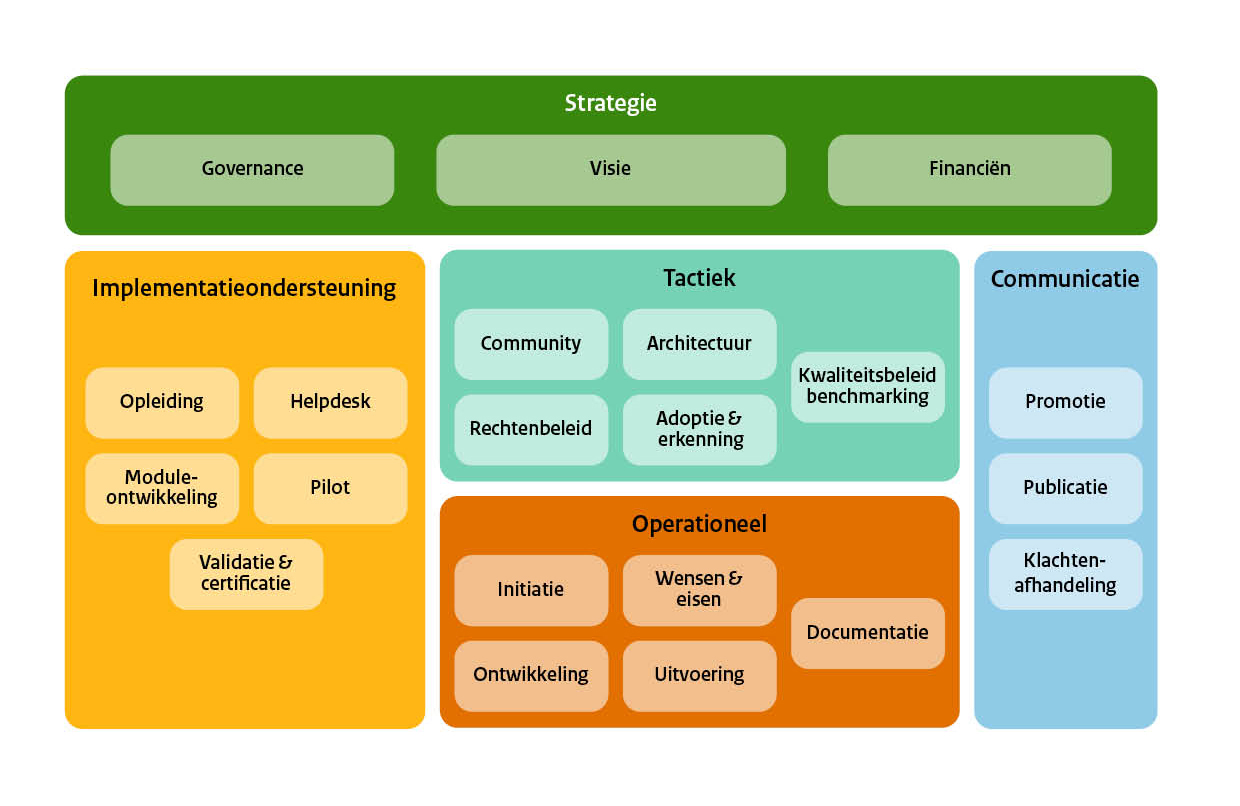 Strategie
Governance
Visie
Financiën
Implementatieondersteuning
Opleiding
Helpdesk
Module-
ontwikkeling
Pilot
Validatie &
certificatie
Tactiek
Community
Architectuur
Kwaliteitsbeleid
benchmarking
Rechtenbeleid
Adoptie &
erkenning
Operationeel
Initiatie
Wensen &
eisen
Documentatie
Ontwikkeling
Uitvoering
Communicatie
Promotie
Publicatie
Klachten-
afhandeling